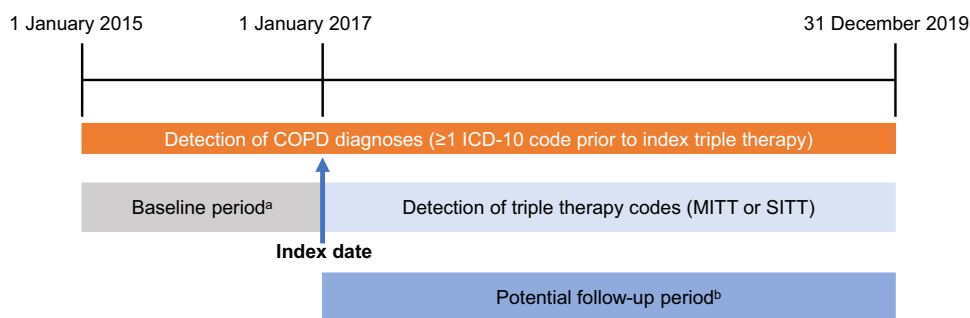 1 January 2015 1 January 2017 31 December 2019
Detection of COPD diagnoses (≥1 ICD-10 code prior to index triple therapy)
Baseline periodᵃ Detection of triple therapy codes (MITT or SITT)
Index date
Potential follow-up periodᵇ